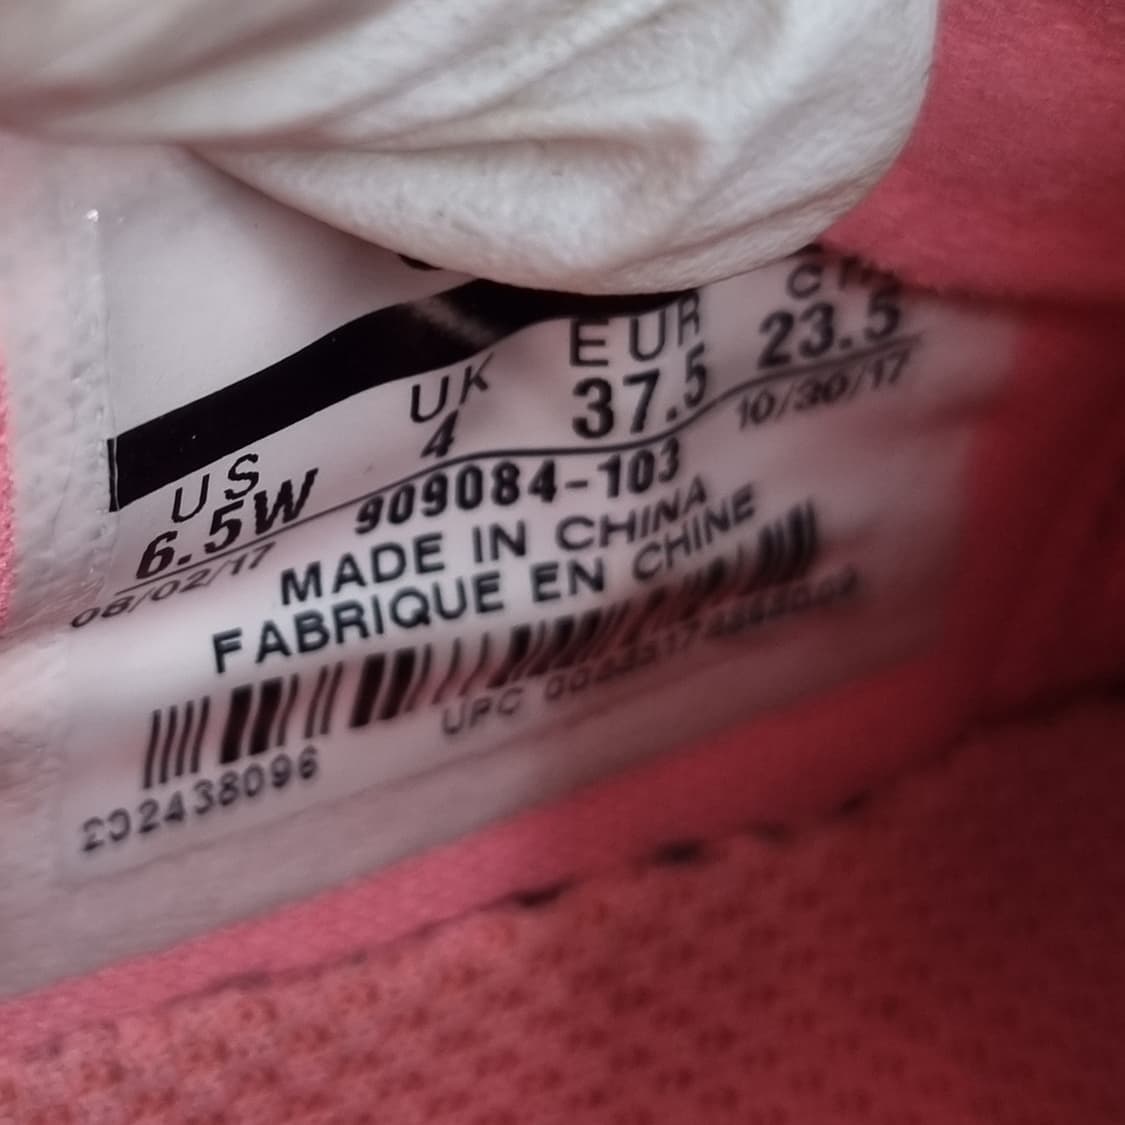 US UK EUR
6.5W 4 37.5 23.5
08/02/17 10/30/17
909084-103
MADE IN CHINA
FABRIQUE EN CHINE
UPC
202438096